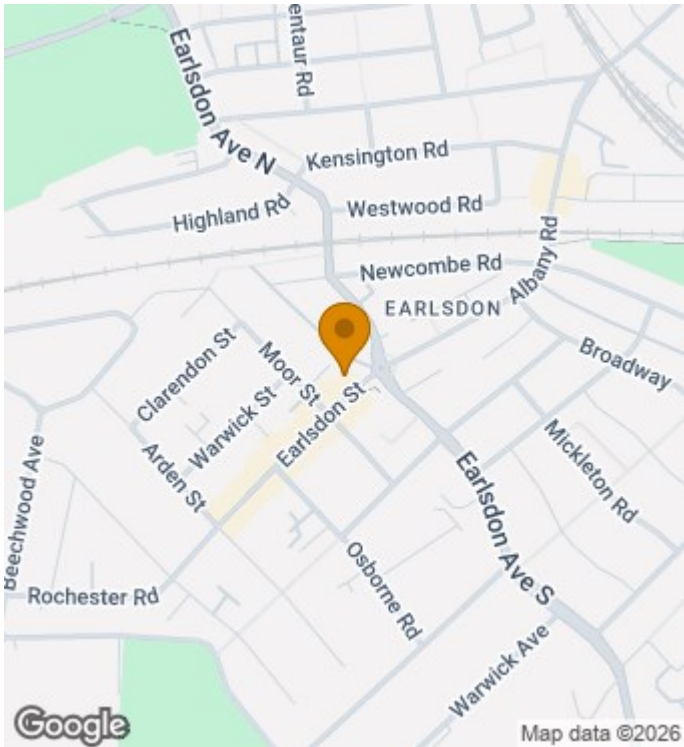 Earlsdon Ave N
entaur Rd
Kensington Rd
Highland Rd
Westwood Rd
Newcombe Rd
Albany Rd
EARLSDON
Clarendon St
Moor St
Broadway
Warwick St
Earlsdon St
Arden St
Mickleton Rd
Beechwood Ave
Earlsdon Ave S
Osborne Rd
Rochester Rd
Warwick Ave
Google
Map data ©2026